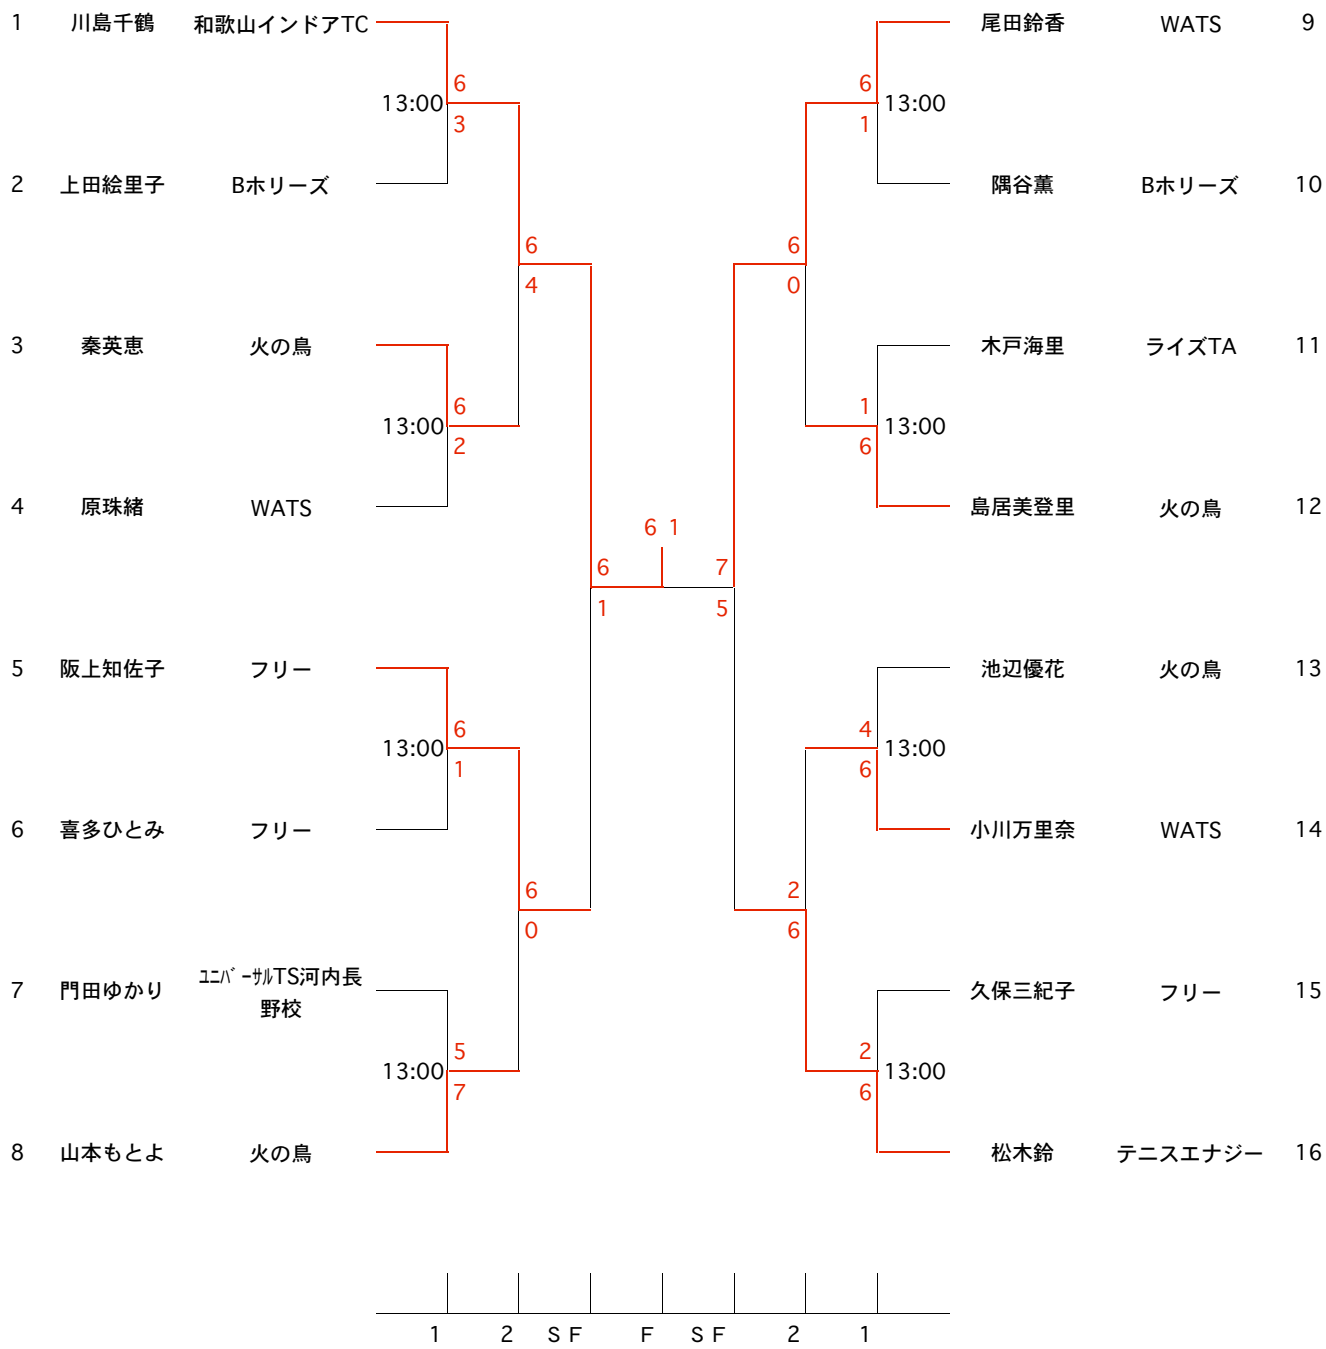 1 川島千鶴 和歌山インドアTC 尾田鈴香 WATS 9
6 6
13:00 13:00
3 1
2 上田絵里子 Bホリーズ 隅谷薫 Bホリーズ 10
6 6
4 0
3 秦英恵 火の鳥 木戸海里 ライズTA 11
6 1
13:00 13:00
2 6
4 原珠緒 WATS 島居美登里 火の鳥 12
6 1
6 7
1 5
5 阪上知佐子 フリー 池辺優花 火の鳥 13
6 4
13:00 13:00
1 6
6 喜多ひとみ フリー 小川万里奈 WATS 14
6 2
0 6
7 門田ゆかり ﾕﾆﾊﾞｰｻﾙTS河内長
野校 久保三紀子 フリー 15
5 2
13:00 13:00
7 6
8 山本もとよ 火の鳥 松木鈴 テニスエナジー 16
1 2 ＳＦ Ｆ ＳＦ 2 1